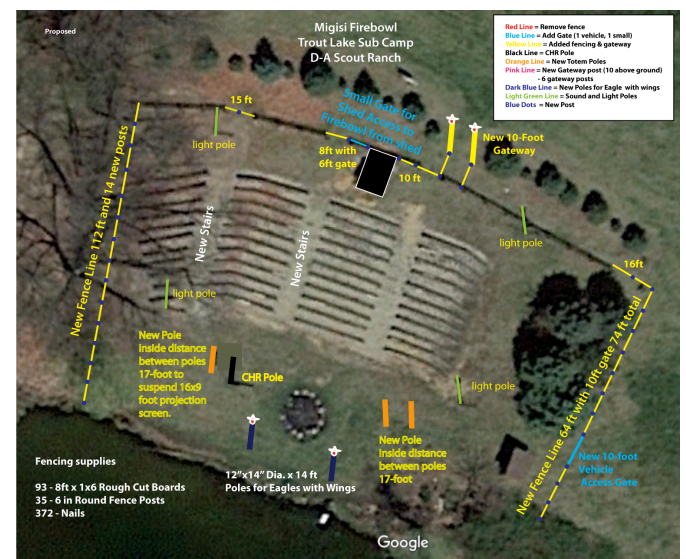 Proposed
Migisi Firebowl
Trout Lake Sub Camp
D-A Scout Ranch
Red Line = Remove fence
Blue Line = Add Gate (1 vehicle, 1 small)
Yellow Line = Added fencing & gateway
Black Line = CHR Pole
Orange Line = New Totem Poles
Pink Line = New Gateway post (10 above ground)
- 6 gateway posts
Dark Blue Line = New Poles for Eagle with wings
Light Green Line = Sound and Light Poles
Blue Dots = New Post
15 ft
Small Gate for
Shed Access to
Firebowl from shed
light pole
8ft with
6ft gate
10 ft
New 10-Foot
Gateway
New Fence Line 112 ft and 14 new posts
New Stairs
New Stairs
light pole
16ft
light pole
New Pole
Inside distance
between poles
17-foot to
suspend 16x9
foot projection
screen.
CHR Pole
light pole
New Fence Line 64 ft with 10ft gate 74 ft total
New Pole
Inside distance
between poles
17-foot
New 10-foot
Vehicle
Access Gate
Fencing supplies
93 - 8ft x 1x6 Rough Cut Boards
35 - 6 in Round Fence Posts
372 - Nails
12"x14" Dia. x 14 ft
Poles for Eagles with Wings
Google